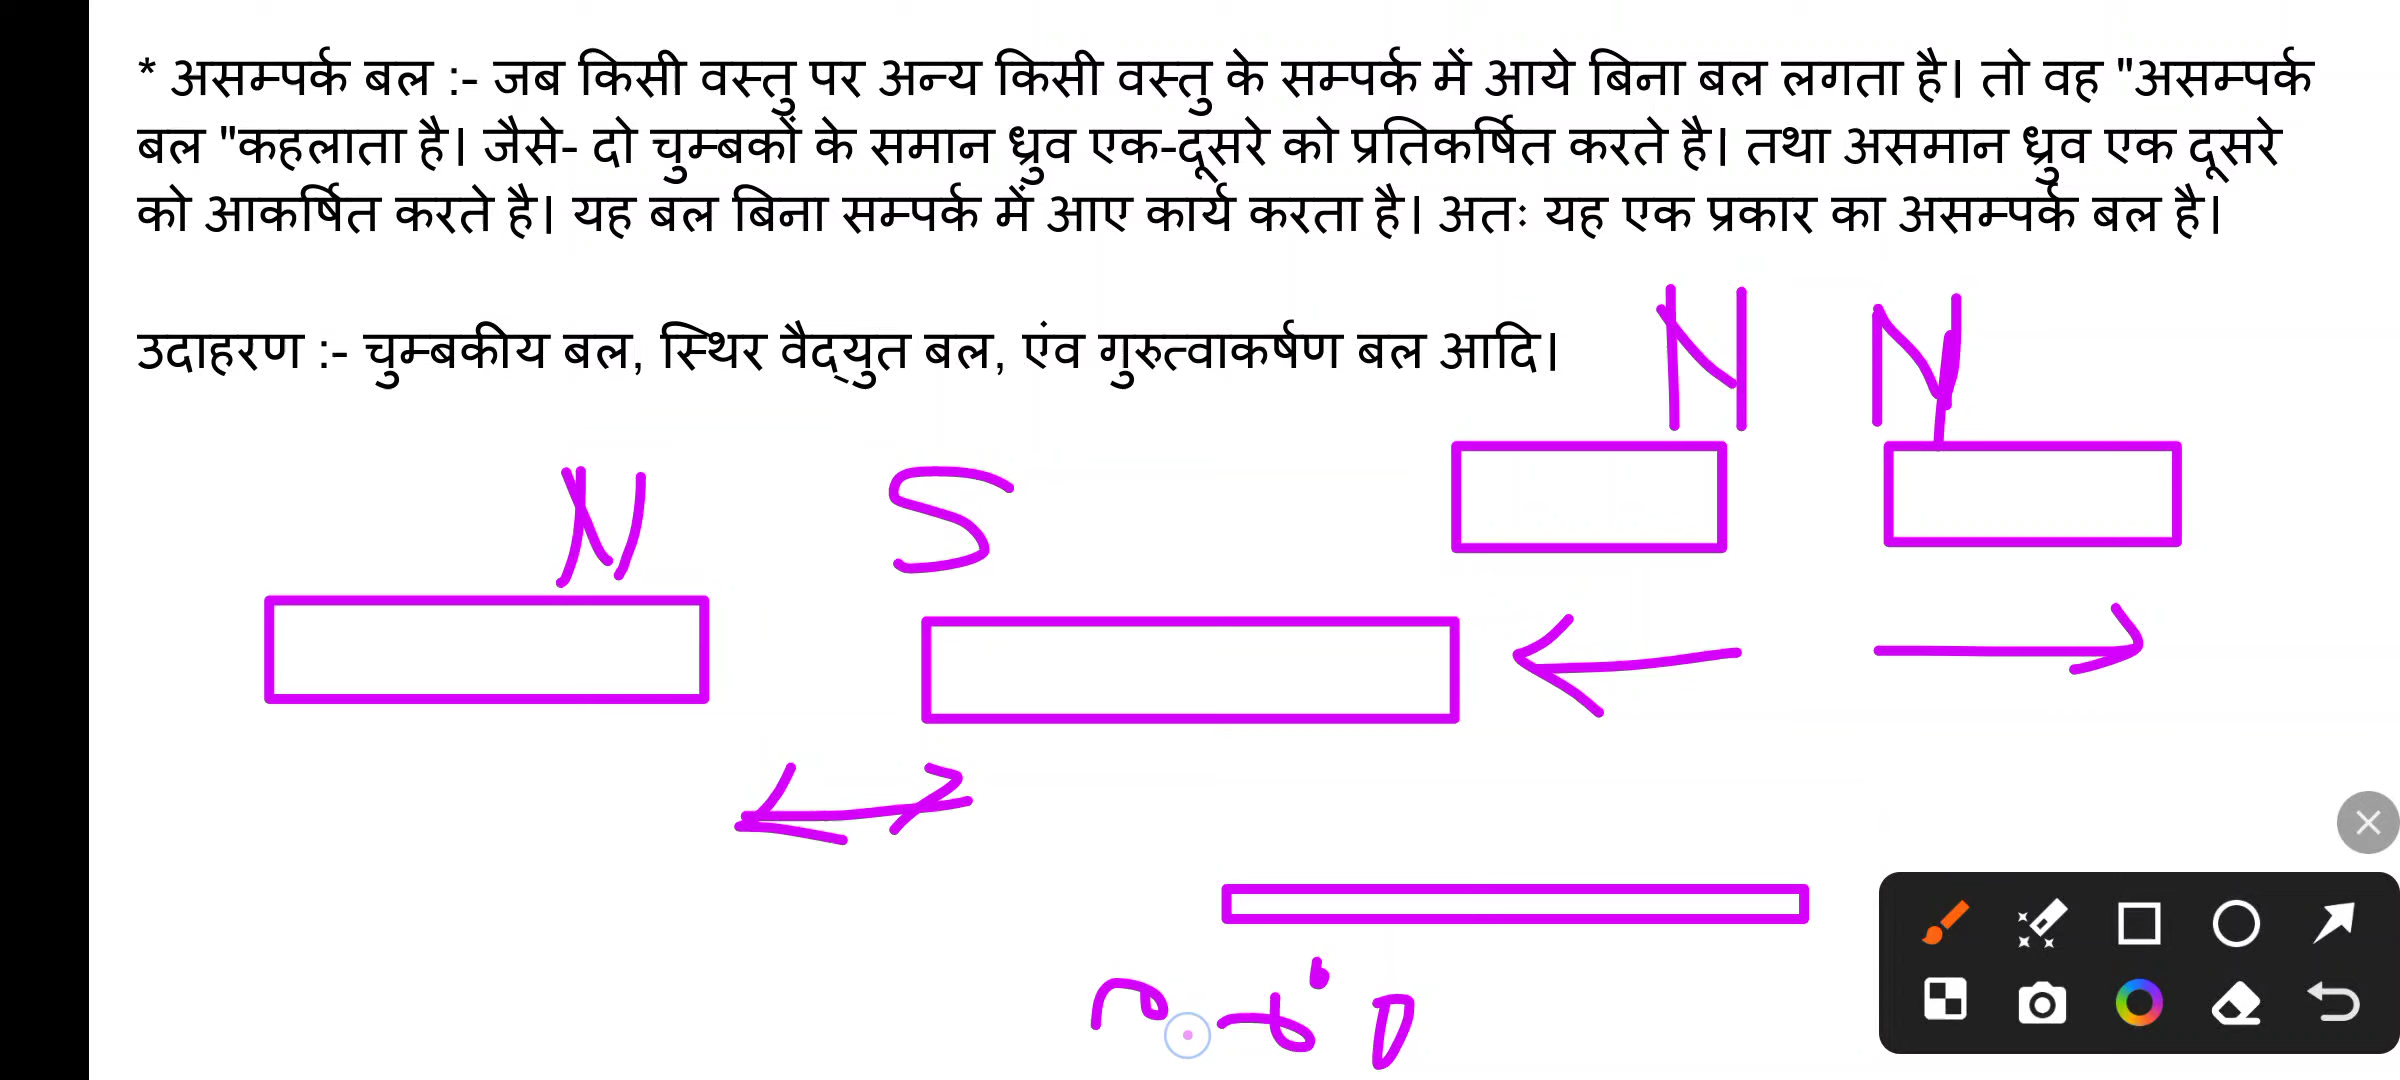 * असम्पर्क बल :- जब किसी वस्तु पर अन्य किसी वस्तु के सम्पर्क में आये बिना बल लगता है। तो वह "असम्पर्क
बल "कहलाता है। जैसे- दो चुम्बकों के समान ध्रुव एक-दूसरे को प्रतिकर्षित करते है। तथा असमान ध्रुव एक दूसरे
को आकर्षित करते है। यह बल बिना सम्पर्क में आए कार्य करता है। अतः यह एक प्रकार का असम्पर्क बल है।
उदाहरण :- चुम्बकीय बल, स्थिर वैद्युत बल, एंव गुरुत्वाकर्षण बल आदि।
N N
N S